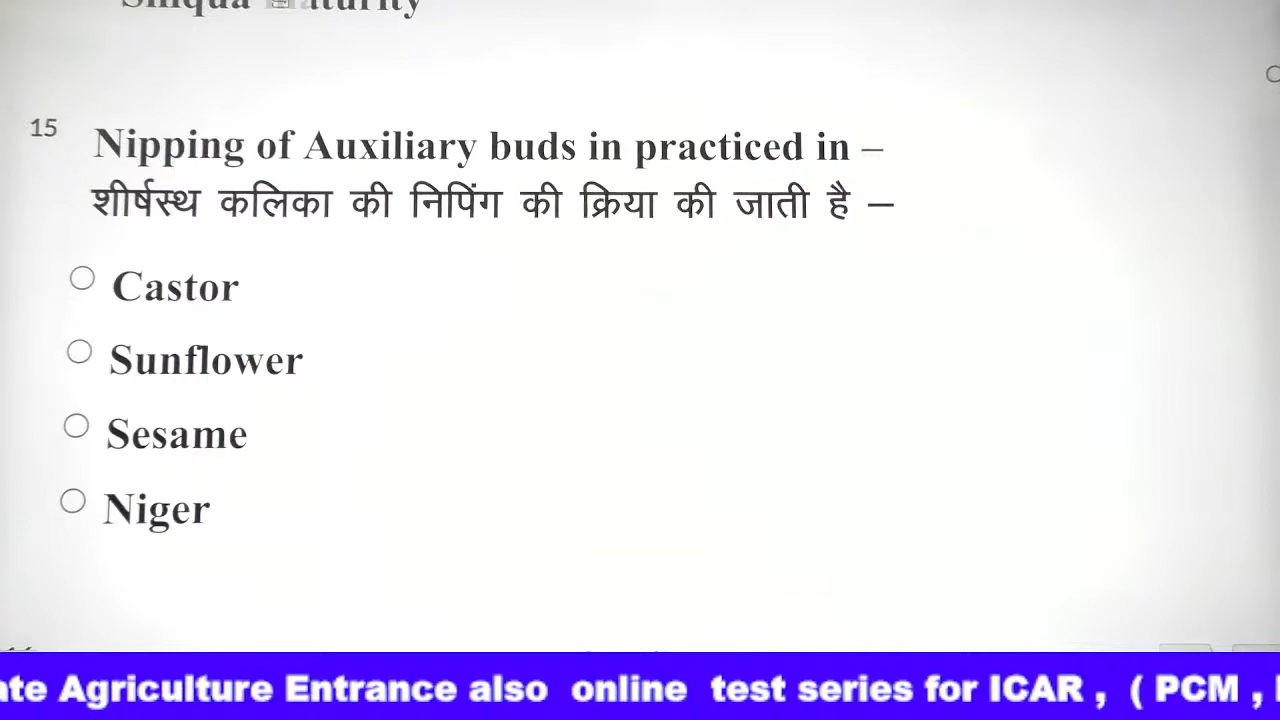 15
Nipping of Auxiliary buds in practiced in –
शीर्षस्थ कलिका की निपिंग की क्रिया की जाती है –
Castor
Sunflower
Sesame
Niger
Agriculture Entrance also online test series for ICAR , ( PCM ,